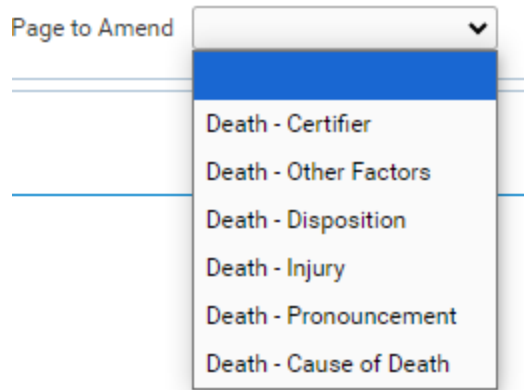 Page to Amend
Death - Certifier
Death - Other Factors
Death - Disposition
Death - Injury
Death - Pronouncement
Death - Cause of Death